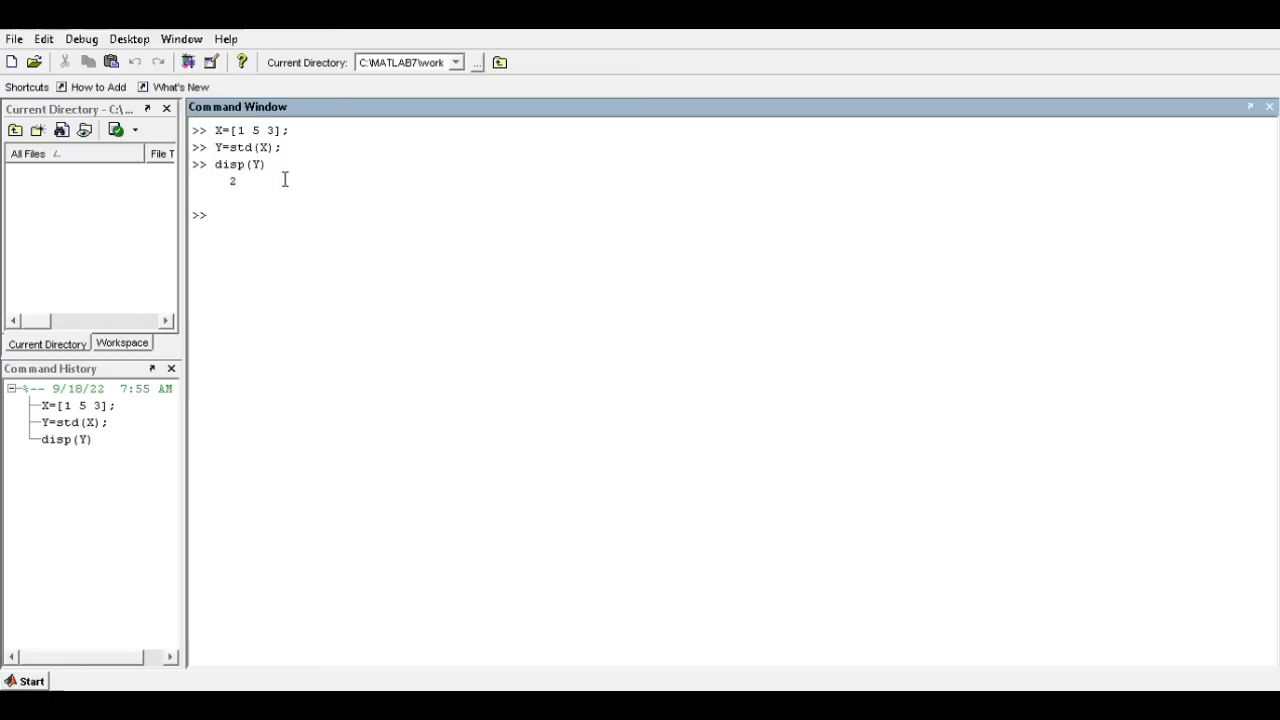 File Edit Debug Desktop Window Help
Current Directory: C:\MATLAB7\work ...
Shortcuts How to Add What's New
Current Directory - C:\ ...
All Files File T
Current Directory Workspace
Command History
%-- 9/18/22 7:55 AM
X=[1 5 3];
Y=std(X);
disp(Y)
Command Window
>> X=[1 5 3];
>> Y=std(X);
>> disp(Y)
2
>>
Start